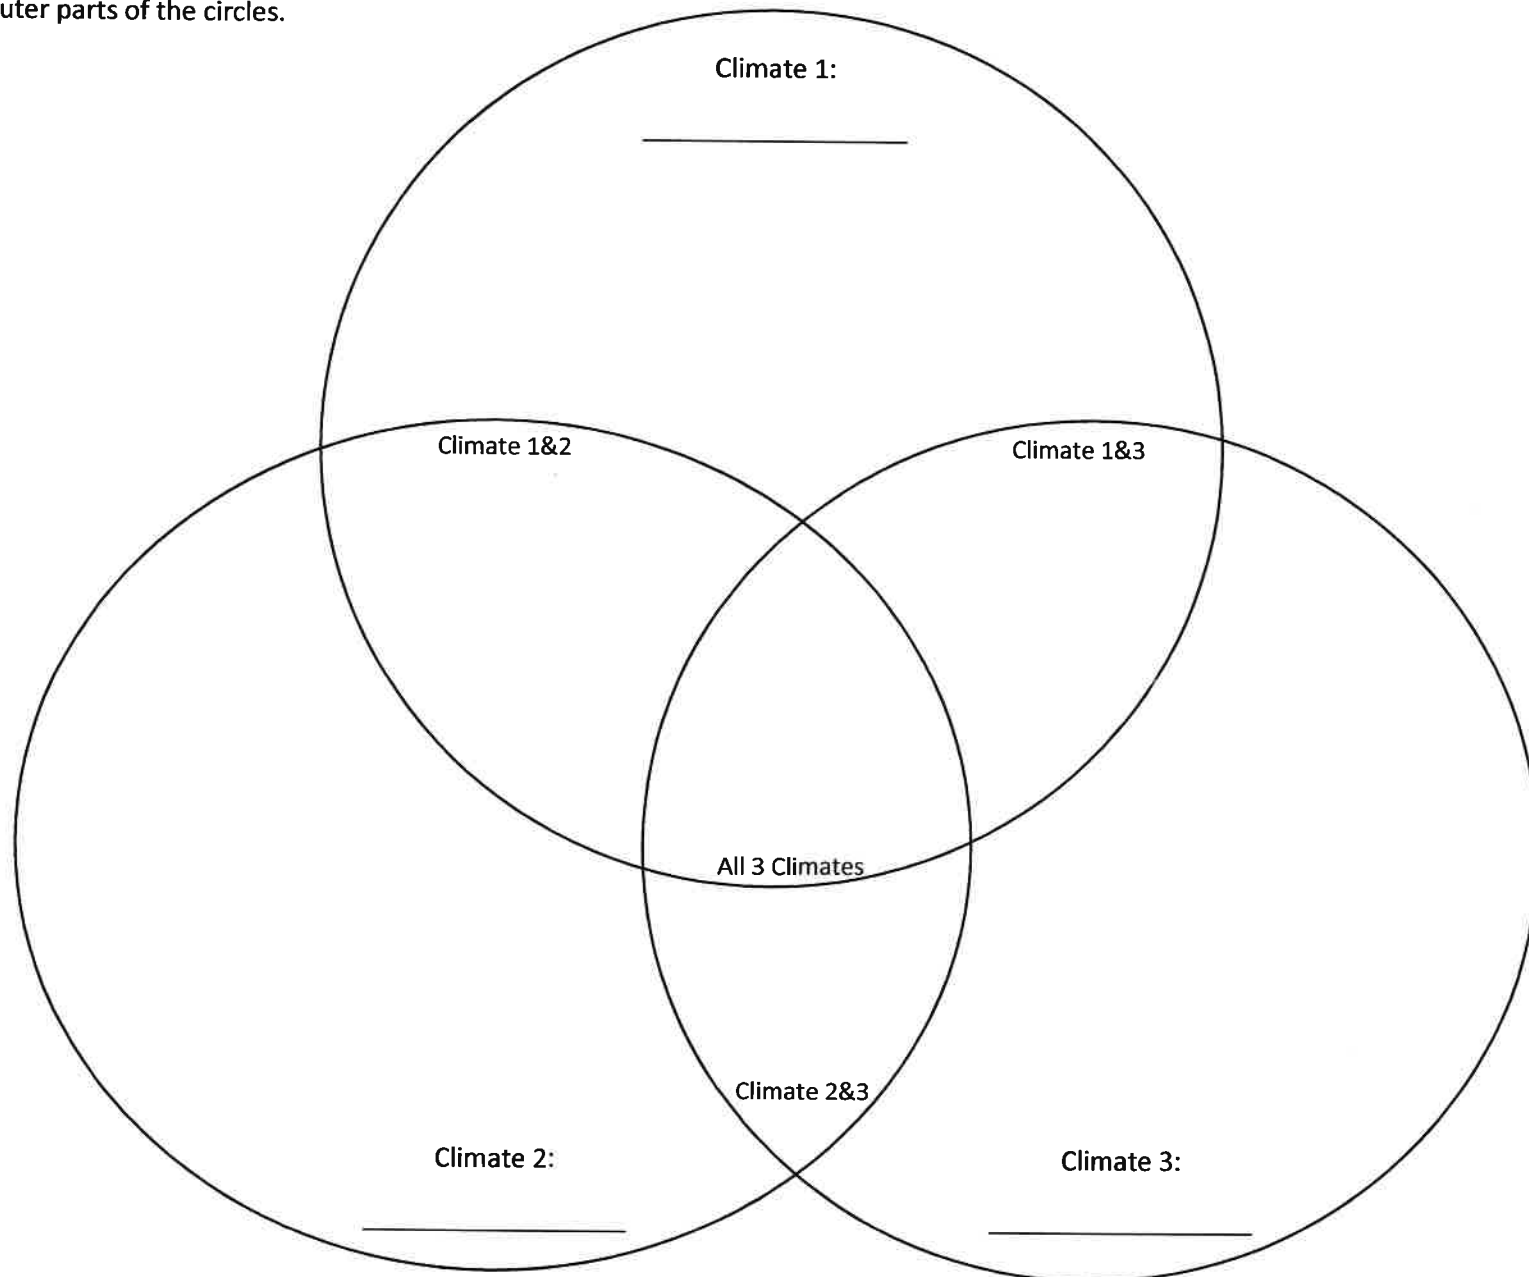 uter parts of the circles.
Climate 1:
Climate 1&2
Climate 1&3
All 3 Climates
Climate 2&3
Climate 2:
Climate 3: